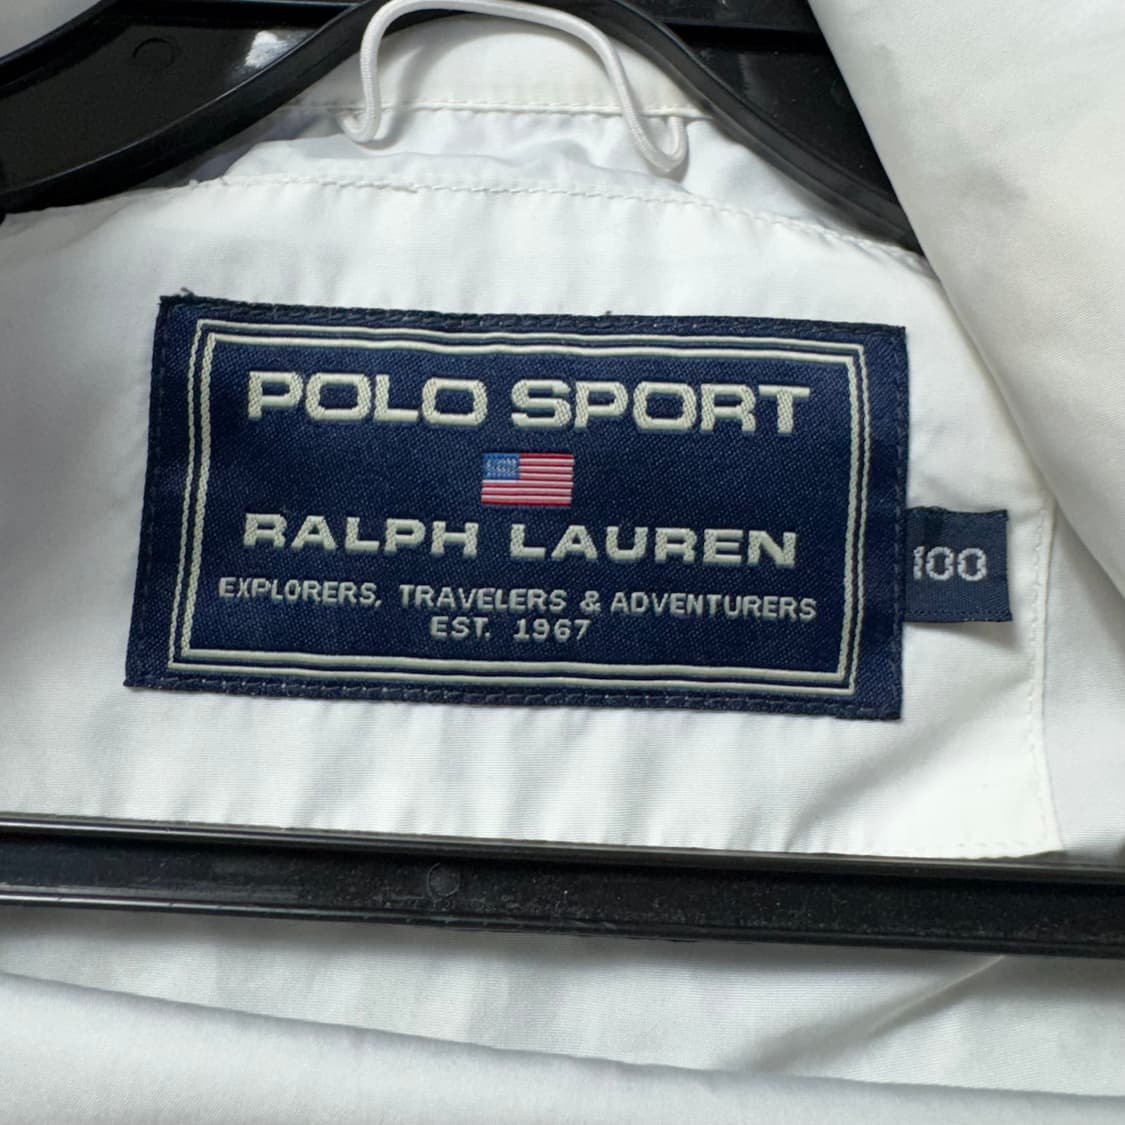 POLO SPORT
RALPH LAUREN
EXPLORERS, TRAVELERS & ADVENTURERS
EST. 1967
100